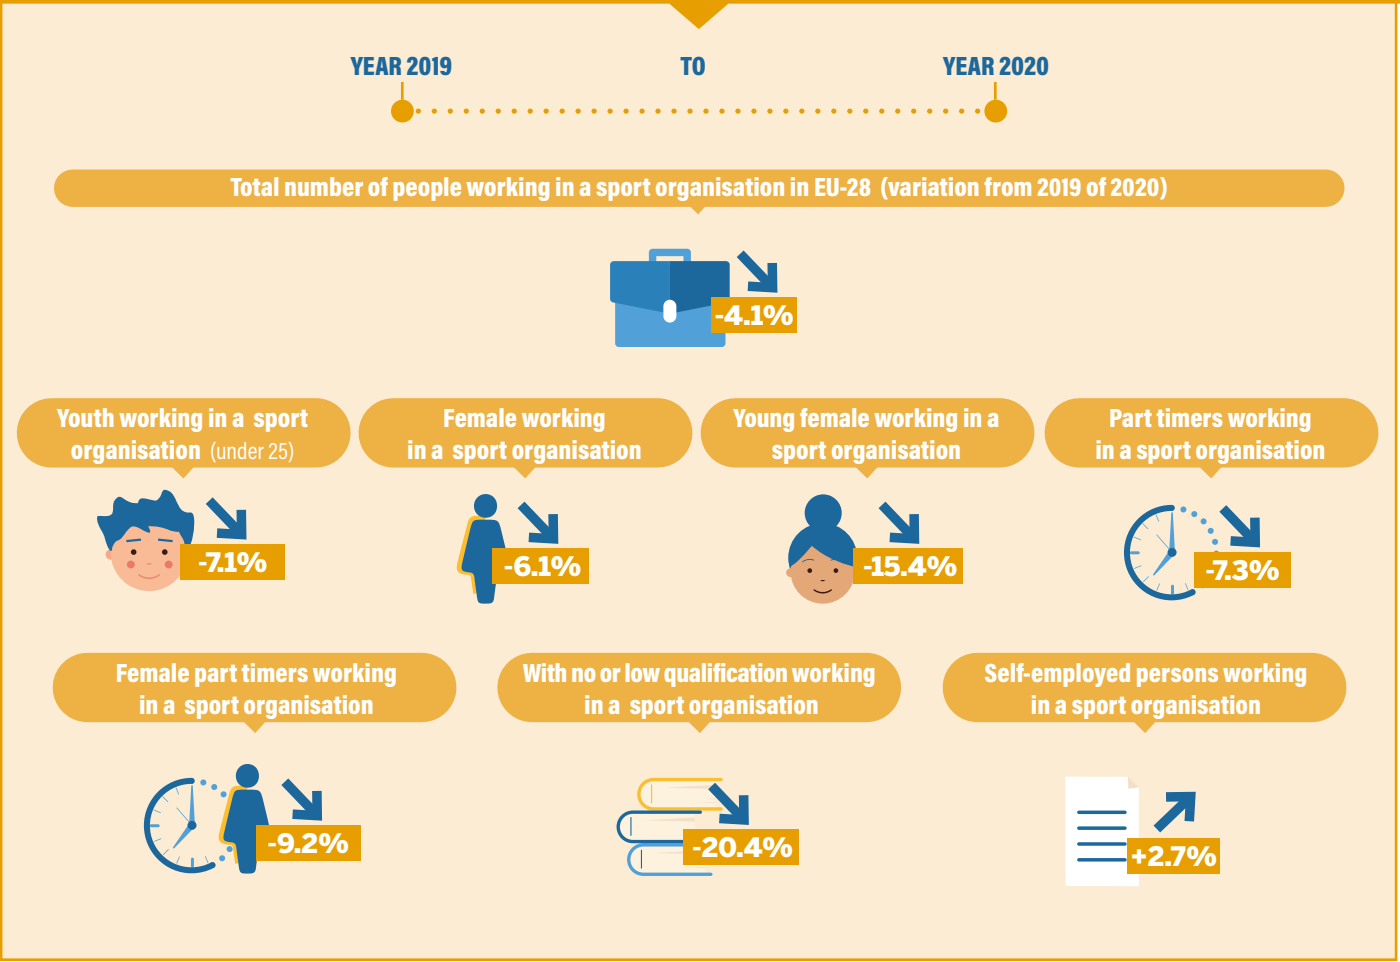 YEAR 2019 TO YEAR 2020
Total number of people working in a sport organisation in EU-28 (variation from 2019 of 2020)
-4.1%
Youth working in a sport
organisation (under 25)
-7.1%
Female working
in a sport organisation
-6.1%
Young female working in a
sport organisation
-15.4%
Part timers working
in a sport organisation
-7.3%
Female part timers working
in a sport organisation
-9.2%
With no or low qualification working
in a sport organisation
-20.4%
Self-employed persons working
in a sport organisation
+2.7%